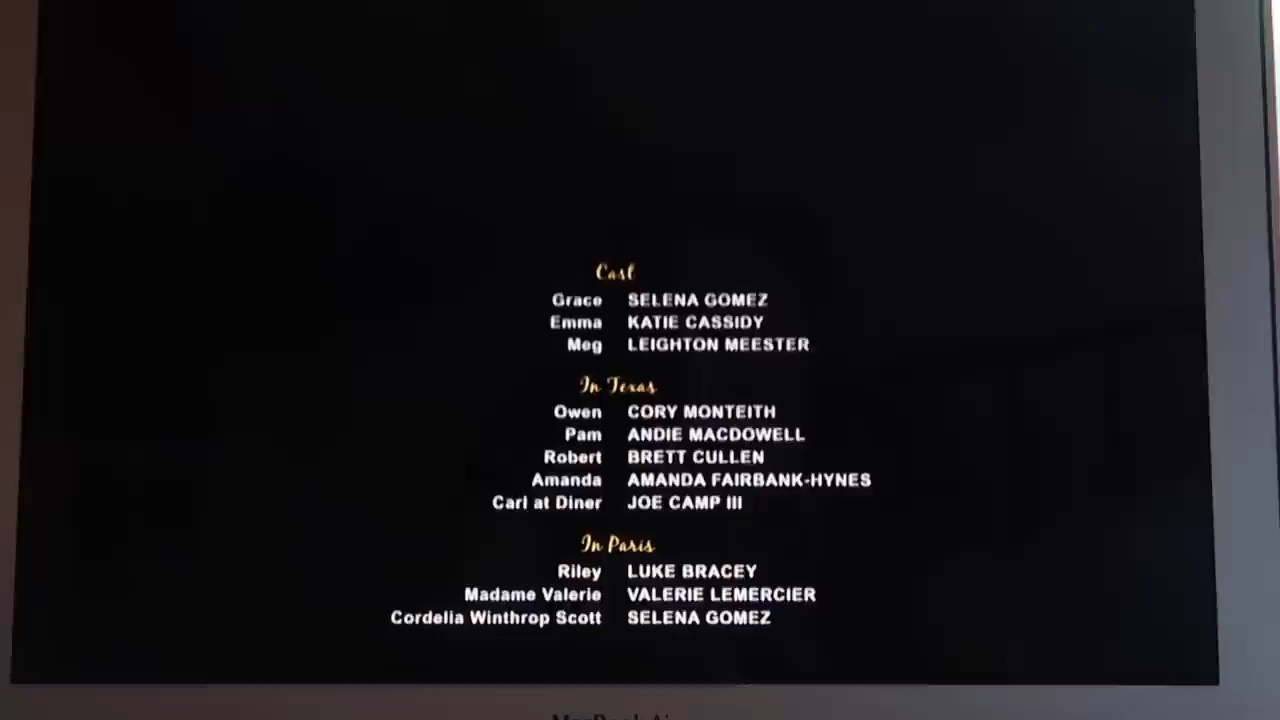 Cast
Grace SELENA GOMEZ
Emma KATIE CASSIDY
Meg LEIGHTON MEESTER
In Texas
Owen CORY MONTEITH
Pam ANDIE MACDOWELL
Robert BRETT CULLEN
Amanda AMANDA FAIRBANK-HYNES
Carl at Diner JOE CAMP III
In Paris
Riley LUKE BRACEY
Madame Valerie VALERIE LEMERCIER
Cordelia Winthrop Scott SELENA GOMEZ